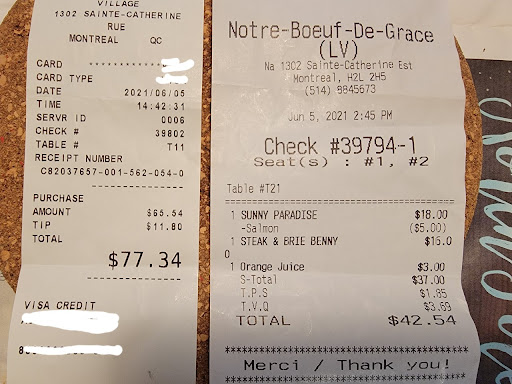 VILLAGE
1302 SAINTE-CATHERINE
RUE
MONTREAL QC
CARD ************
CARD TYPE
DATE 2021/06/05
TIME 14:42:31
SERVR ID 0006
CHECK # 39802
TABLE # T11
RECEIPT NUMBER
C82037657-001-562-054-0
PURCHASE
AMOUNT $65.54
TIP $11.80
TOTAL
$77.34
VISA CREDIT
Notre-Boeuf-De-Grace
(LV)
Na 1302 Sainte-Catherine Est
Montreal, H2L 2H5
(514) 5845673
Jun 5, 2021 2:45 PM
Check #39794-1
Seat(s) : #1, #2
Table #T21
1 SUNNY PARADISE $18.00
-Salmon ($5.00)
1 STEAK & BRIE BENNY $16.0
0
1 Orange Juice $3.00
S-Total $37.00
T.P.S $1.85
T.V.Q $3.69
TOTAL $42.54
Merci / Thank you!